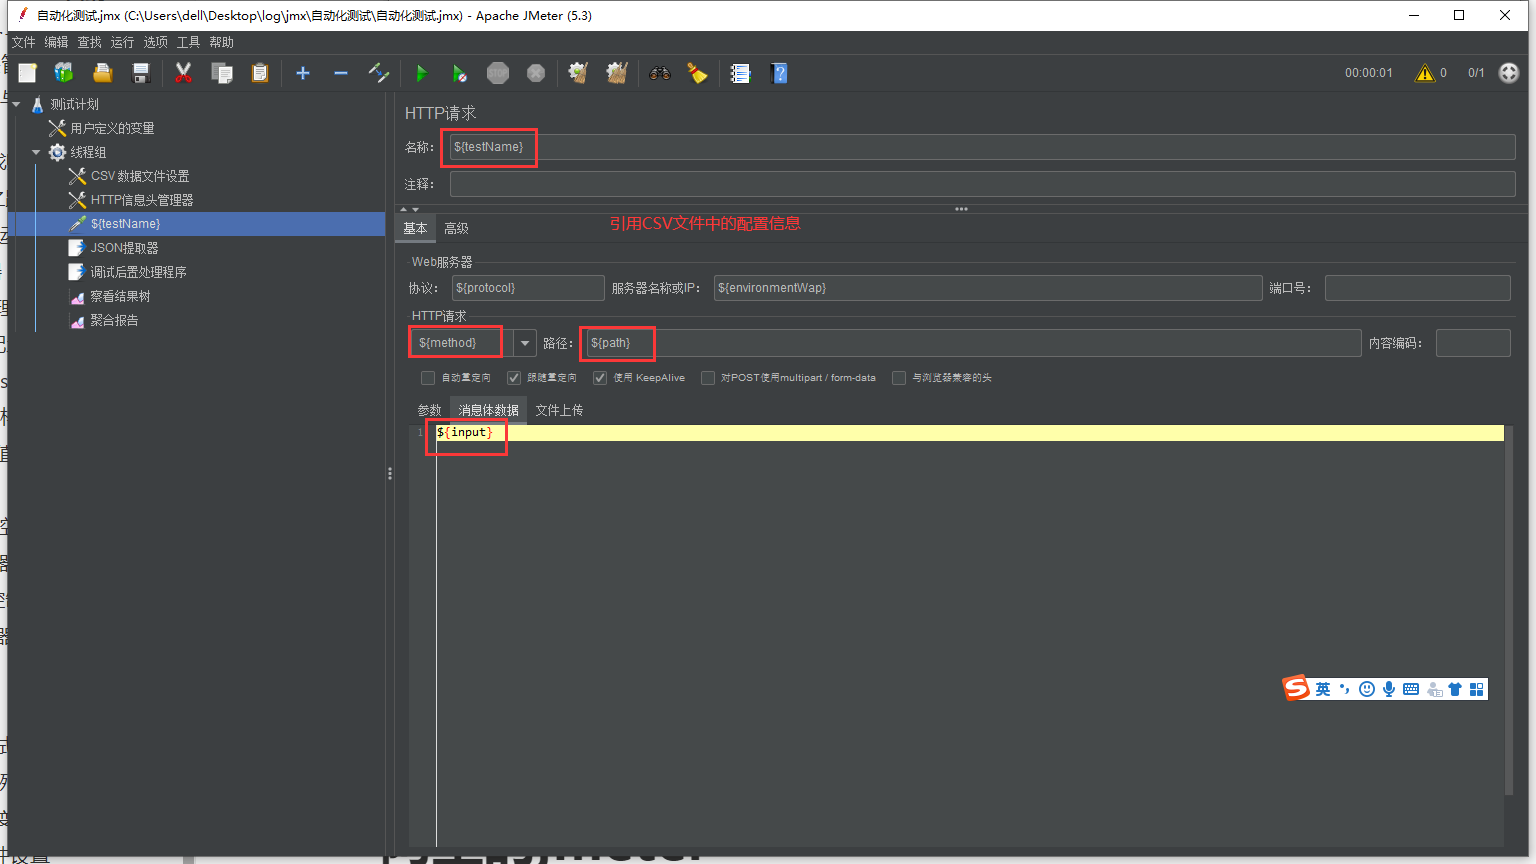 自动化测试.jmx (C:\Users\dell\Desktop\log\jmx\自动化测试\自动化测试.jmx) - Apache JMeter (5.3)
文件 编辑 查找 运行 选项 工具 帮助
STOP
00:00:01 0 0/1
测试计划
用户定义的变量
线程组
CSV 数据文件设置
HTTP信息头管理器
${testName}
JSON提取器
调试后置处理程序
察看结果树
聚合报告
HTTP请求
名称: ${testName}
注释:
引用CSV文件中的配置信息
基本 高级
Web服务器
协议: ${protocol} 服务器名称或IP: ${environmentWap} 端口号:
HTTP请求
${method} 路径: ${path} 内容编码:
自动重定向 跟随重定向 使用 KeepAlive 对POST使用multipart / form-data 与浏览器兼容的头
参数 消息体数据 文件上传
1 ${input}
英